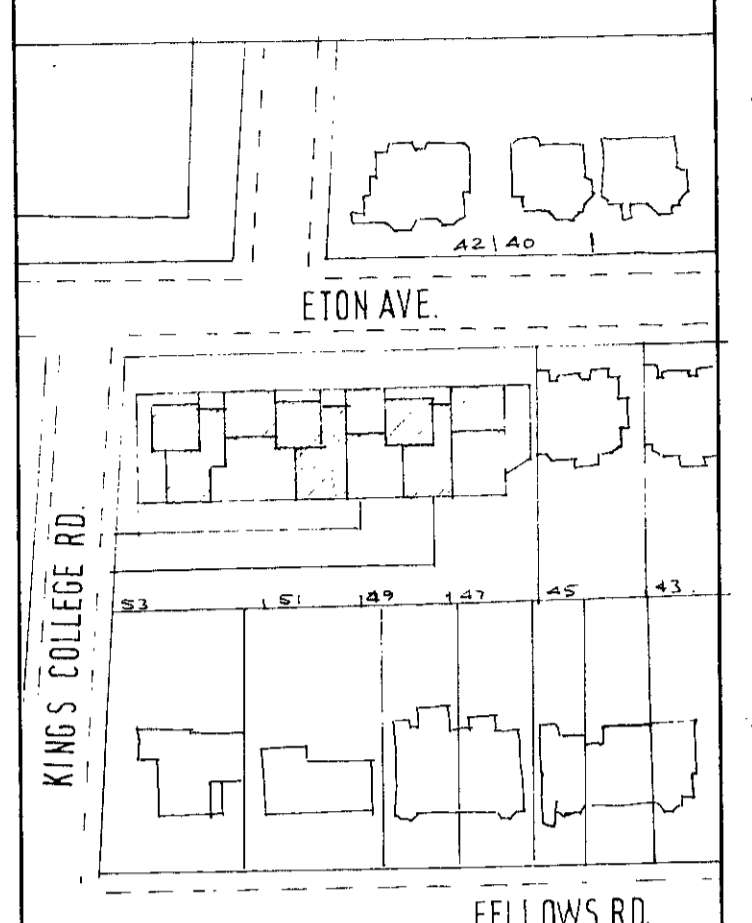 42 | 40
ETON AVE.
KINGS COLLEGE RD.
53 51 49 47 45 43
FELLOWS RD.